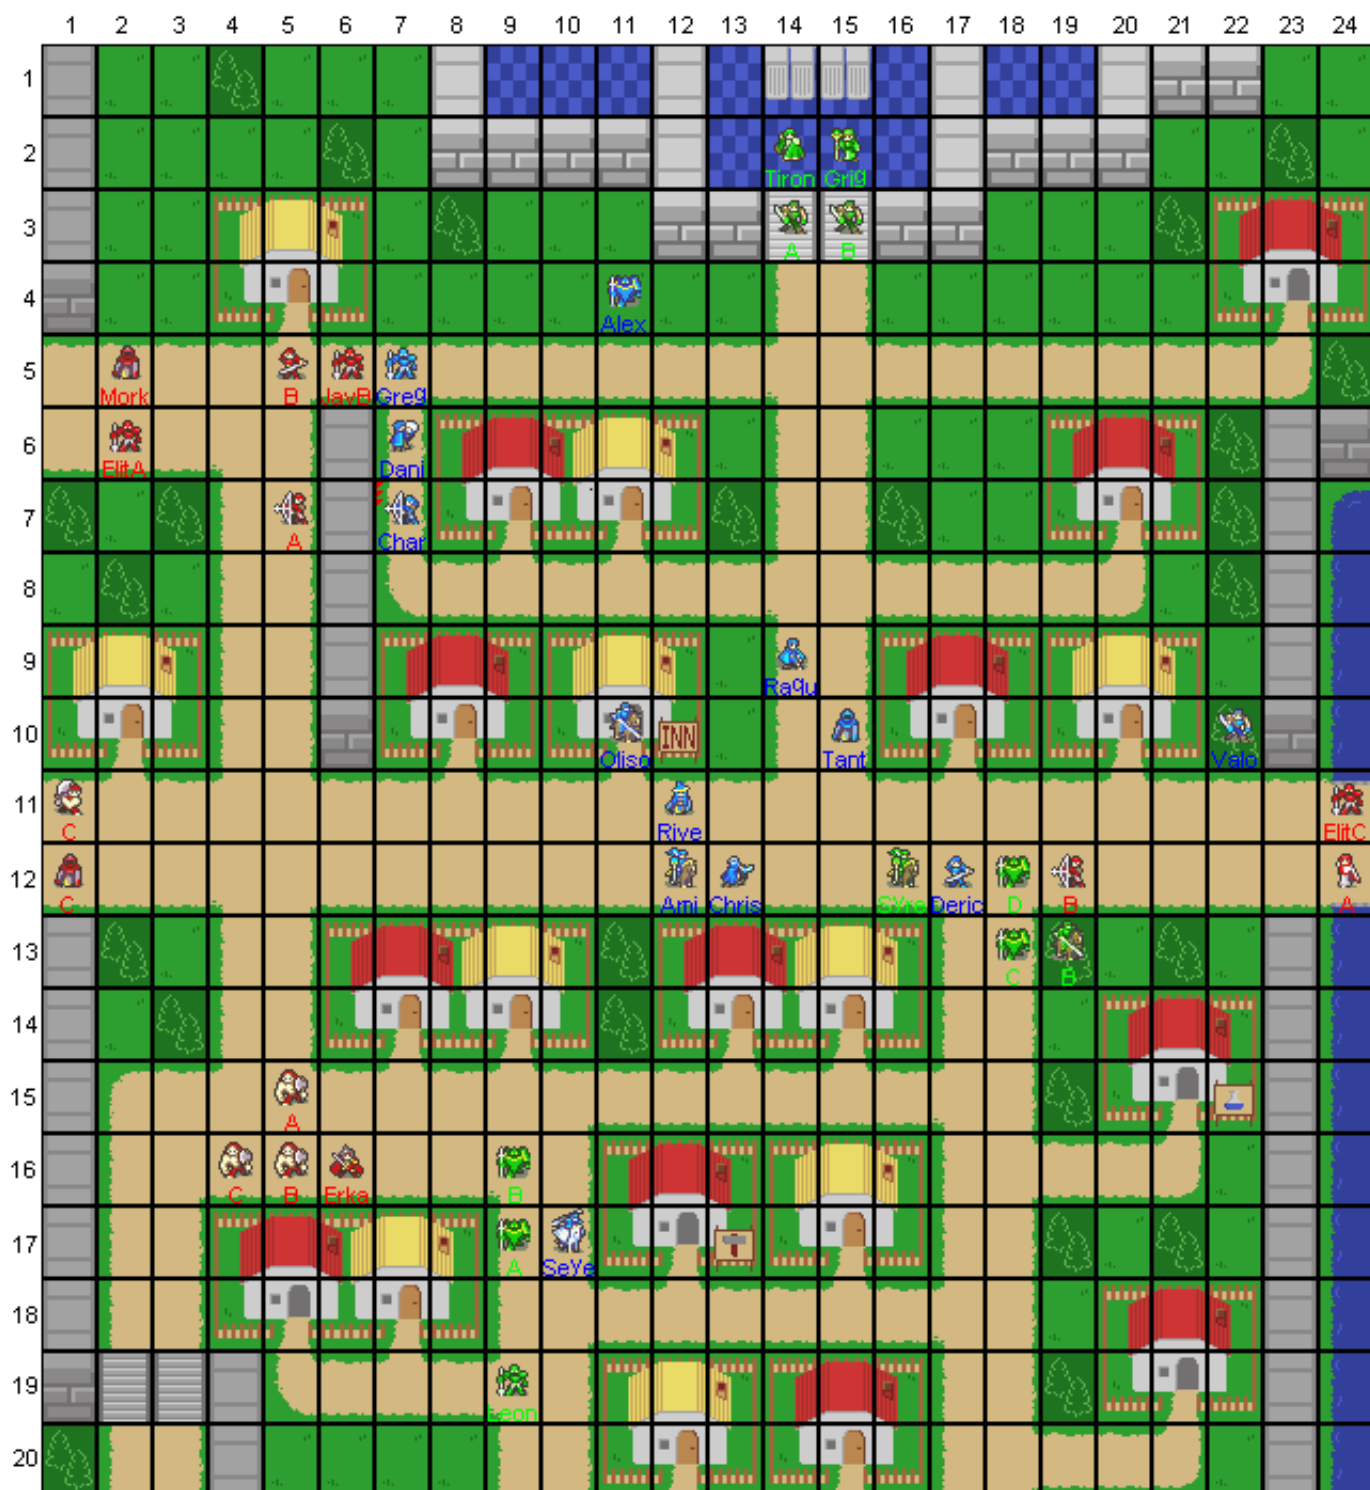 1 2 3 4 5 6 7 8 9 10 11 12 13 14 15 16 17 18 19 20 21 22 23 24
1
2
Tiron Grig
3
A B
4
Alex
5
Mork B JavB Greg
6
ElitA Dani
7
A Char
8
9
Raqu
10
INN
Oliso Tant Valo
11
C Rive ElitC
12
C Ami Chris SYre Deric D B A
13
C B
14
15
A
16
C B Erka B
17
A SeYe
18
19
Leon
20